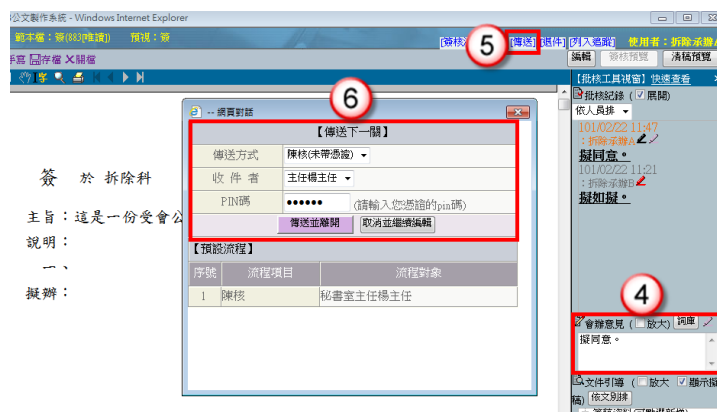 公文製作系統 - Windows Internet Explorer
範本檔：簽(883)唯讀)) 預視：簽
[傳送] [退件] [列入追蹤] 使用者：拆除承辦A
存檔 X關檔
編輯 簽核預覽 清稿預覽
【批核工具視窗】快速查看
批核紀錄 (展開)
依人員排
101/02/22 11:47
：拆除承辦A
擬同意。
101/02/22 11:21
：拆除承辦B
擬如擬。
5
6
-- 網頁對話
【傳送下一關】
傳送方式 陳核(未帶憑證)
收 件 者 主任楊主任
PIN碼 •••••• (請輸入您憑證的pin碼)
傳送並離開 取消並繼續編輯
【預設流程】
序號 流程項目 流程對象
1 陳核 秘書室主任楊主任
簽 於 拆除科
主旨：這是一份受會公
說明：
一、
擬辦：
4
會辦意見 (放大) 詞庫
擬同意。
文件引導 (放大 顯示擬
稿) 依文別排